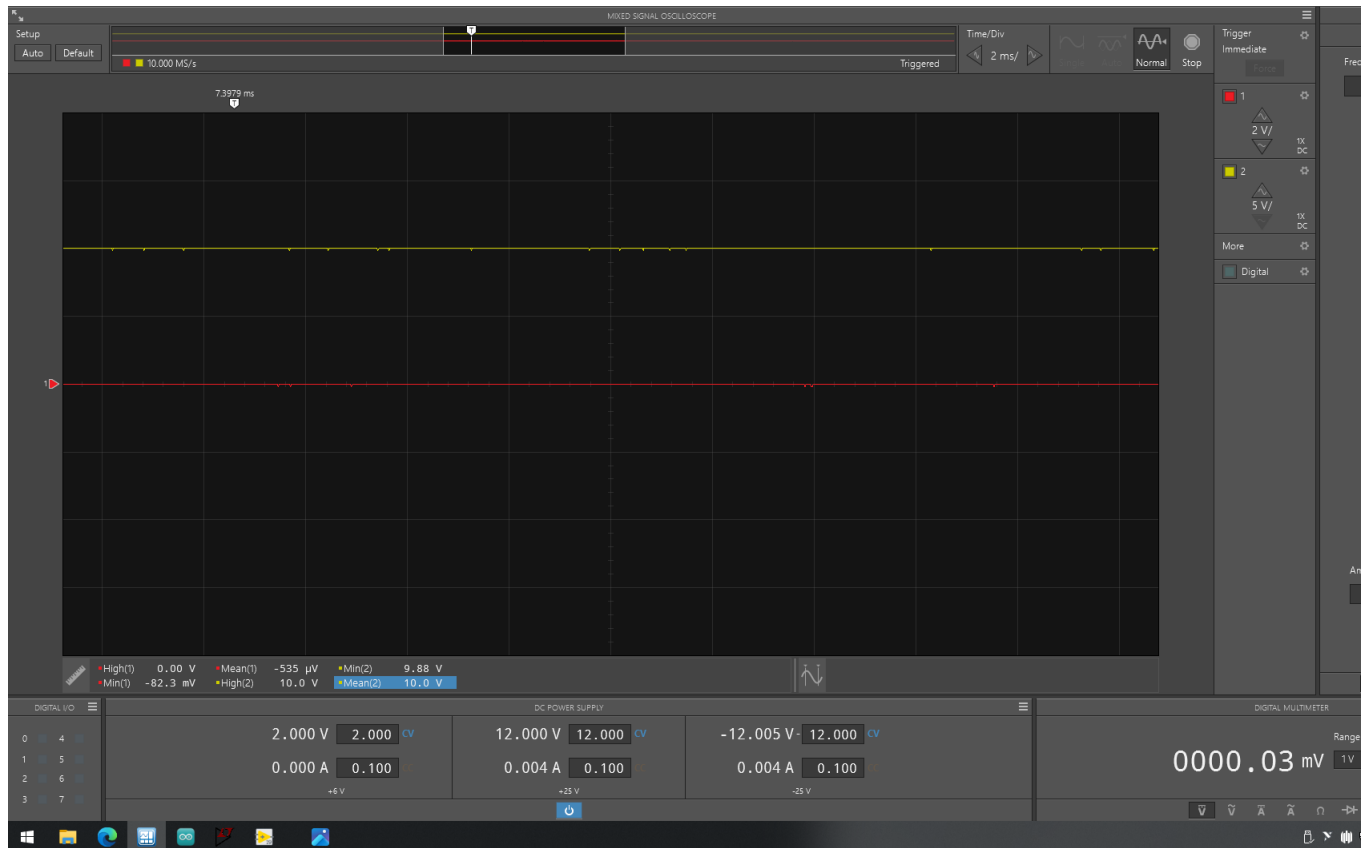 MIXED SIGNAL OSCILLOSCOPE
Setup
Auto Default
T
10.000 MS/s Triggered
Time/Div
2 ms/
Normal Stop
Trigger
Immediate
Force
Freq
7.3979 ms
T
1
2 V/
1X
DC
2
5 V/
1X
DC
More
Digital
1
Am
High(1) 0.00 V Mean(1) -535 µV Min(2) 9.88 V
Min(1) -82.3 mV High(2) 10.0 V Mean(2) 10.0 V
DIGITAL I/O
0 4
1 5
2 6
3 7
DC POWER SUPPLY
2.000 V 2.000 CV 12.000 V 12.000 CV -12.005 V - 12.000 CV
0.000 A 0.100 0.004 A 0.100 0.004 A 0.100
+6 V +25 V -25 V
DIGITAL MULTIMETER
Range
0000.03 mV 1 V
V V A A Ω